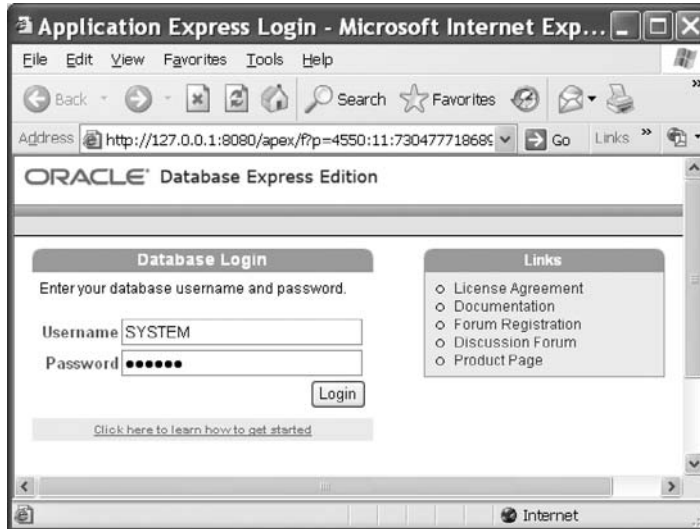 Application Express Login - Microsoft Internet Exp...
File Edit View Favorites Tools Help
Back Search Favorites »
Address http://127.0.0.1:8080/apex/f?p=4550:11:730477718689 Go Links »
ORACLE Database Express Edition
Database Login
Enter your database username and password.
Username SYSTEM
Password ●●●●●●
Login
Click here to learn how to get started
Links
License Agreement
Documentation
Forum Registration
Discussion Forum
Product Page
Internet